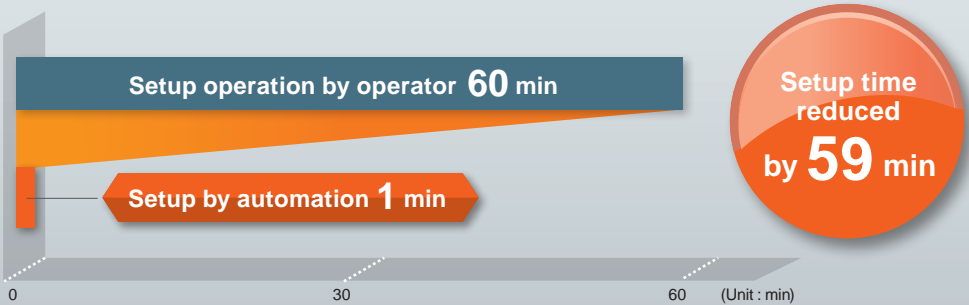 Setup operation by operator 60 min
Setup time
reduced
by 59 min
Setup by automation 1 min
0 30 60 (Unit : min)